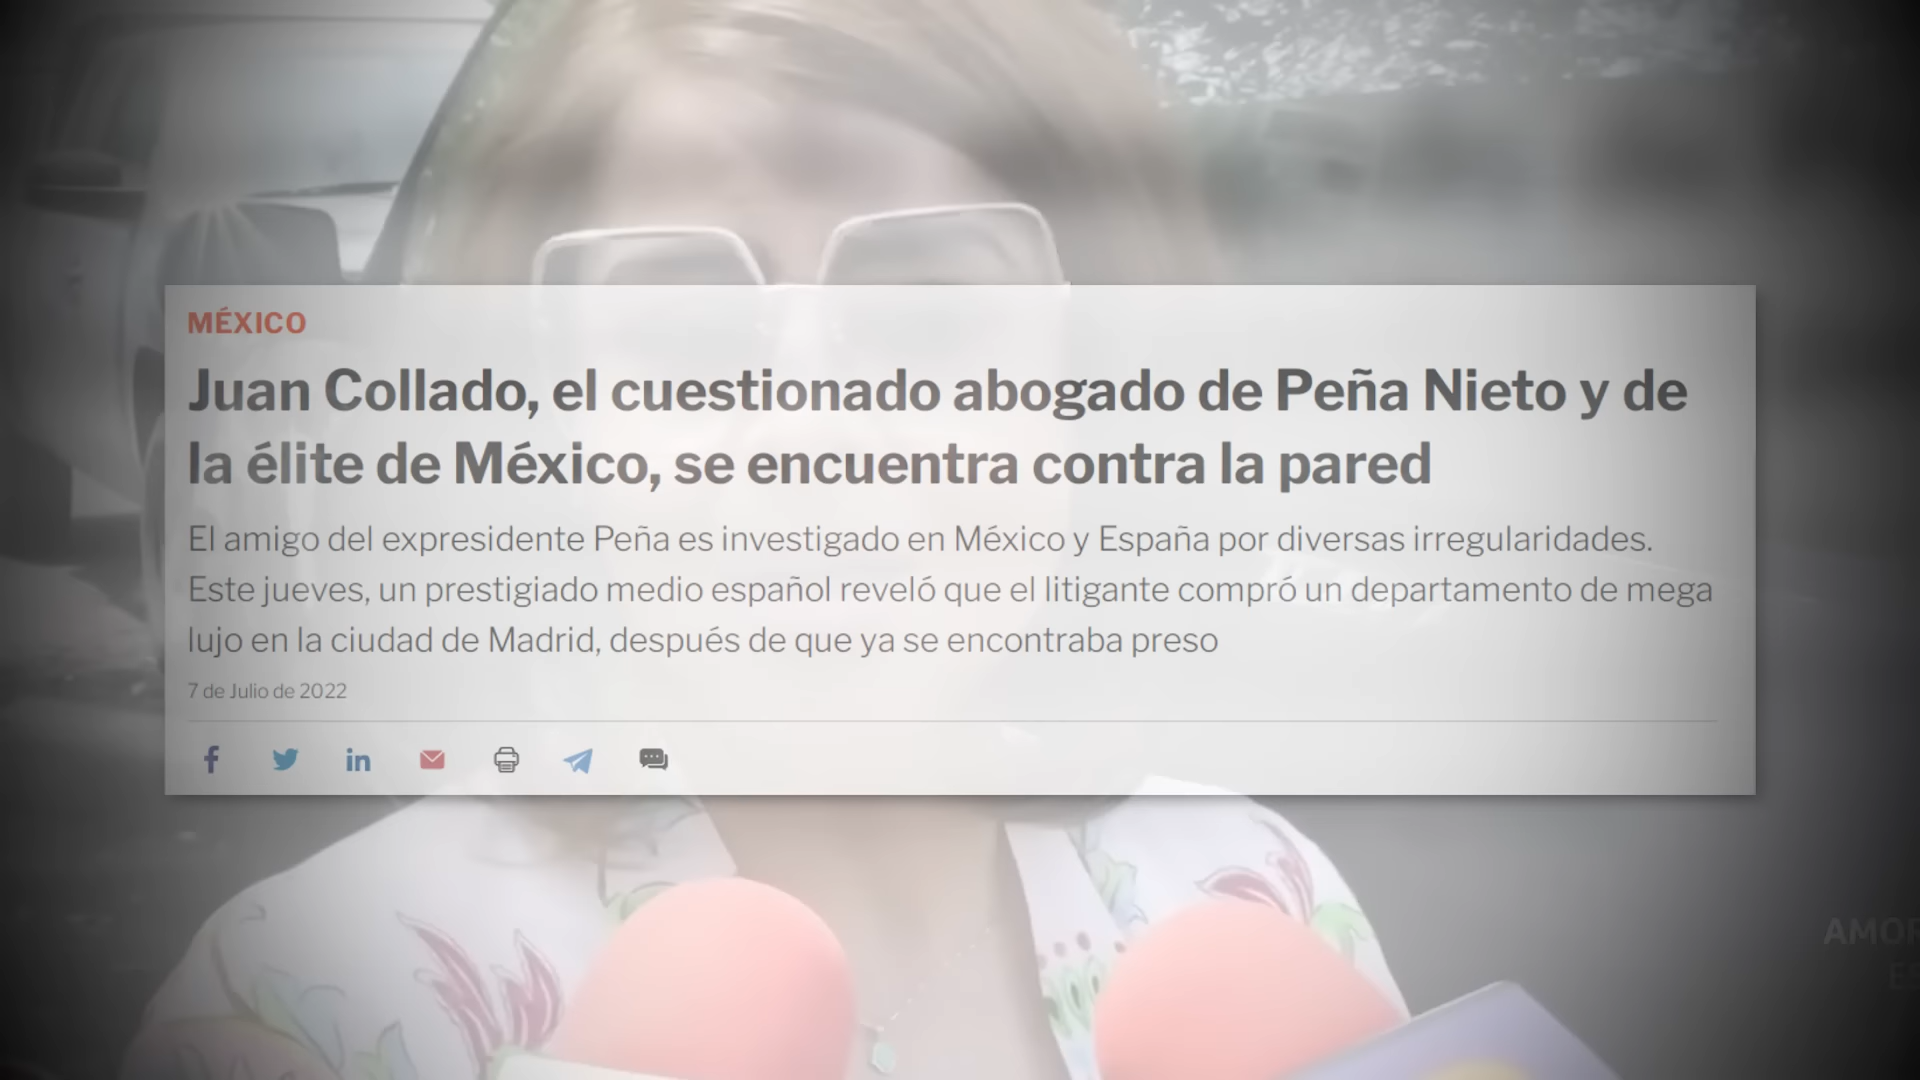 MÉXICO
Juan Collado, el cuestionado abogado de Peña Nieto y de
la élite de México, se encuentra contra la pared
El amigo del expresidente Peña es investigado en México y España por diversas irregularidades.
Este jueves, un prestigiado medio español reveló que el litigante compró un departamento de mega
lujo en la ciudad de Madrid, después de que ya se encontraba preso
7 de Julio de 2022